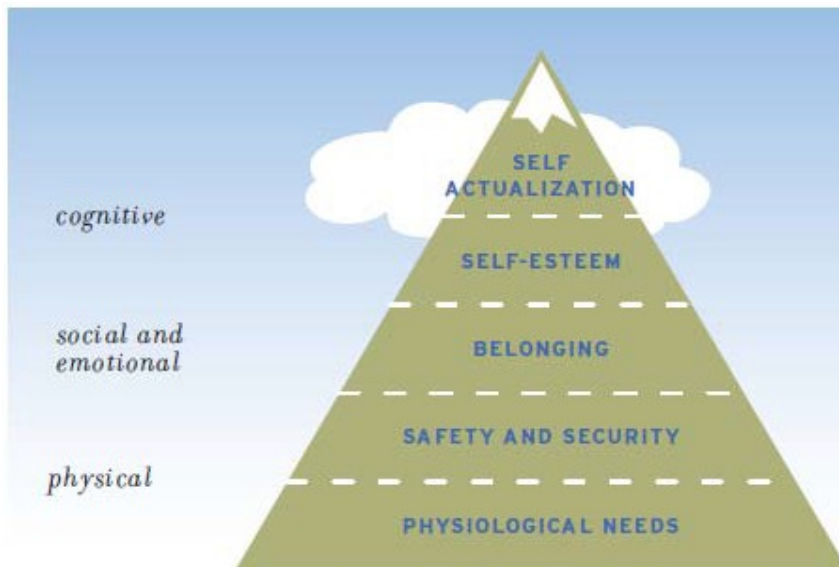 SELF
ACTUALIZATION
cognitive
SELF-ESTEEM
social and
emotional
BELONGING
SAFETY AND SECURITY
physical
PHYSIOLOGICAL NEEDS